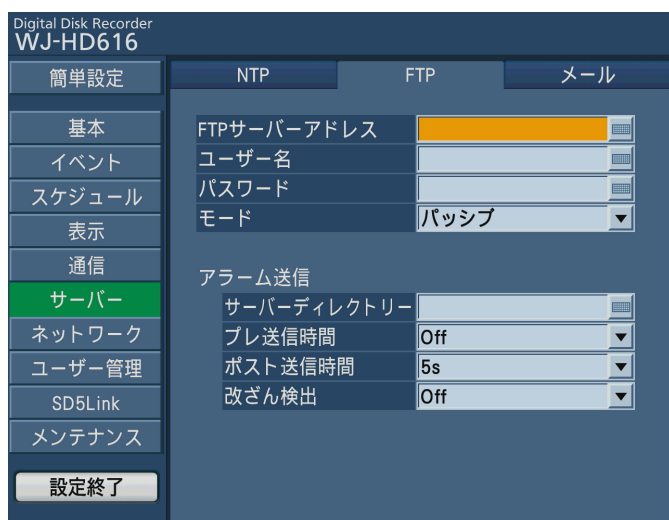 Digital Disk Recorder
WJ-HD616
簡単設定
基本
イベント
スケジュール
表示
通信
サーバー
ネットワーク
ユーザー管理
SD5Link
メンテナンス
設定終了
NTP FTP メール
FTPサーバーアドレス
ユーザー名
パスワード
モード パッシブ
アラーム送信
サーバーディレクトリー
プレ送信時間 Off
ポスト送信時間 5s
改ざん検出 Off